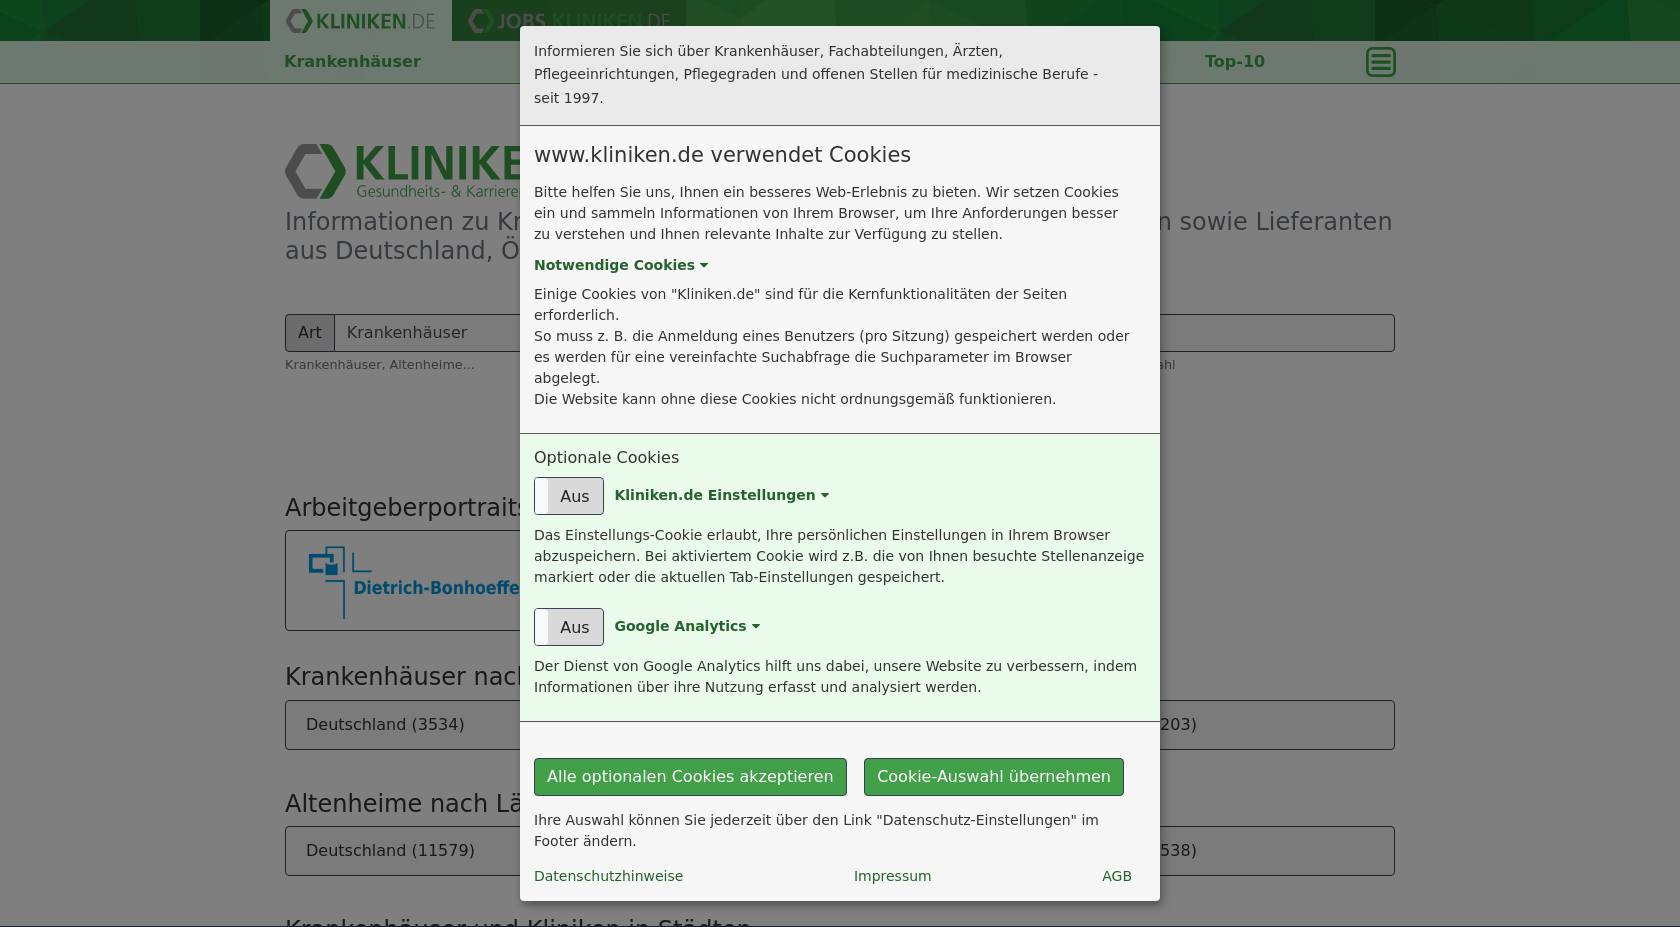 KLINIKEN.DE
JOBS.KLINIKEN.DE
Krankenhäuser
Top-10
Informieren Sie sich über Krankenhäuser, Fachabteilungen, Ärzten,
Pflegeeinrichtungen, Pflegegraden und offenen Stellen für medizinische Berufe -
seit 1997.
www.kliniken.de verwendet Cookies
Bitte helfen Sie uns, Ihnen ein besseres Web-Erlebnis zu bieten. Wir setzen Cookies
ein und sammeln Informationen von Ihrem Browser, um Ihre Anforderungen besser
zu verstehen und Ihnen relevante Inhalte zur Verfügung zu stellen.
Notwendige Cookies
Einige Cookies von "Kliniken.de" sind für die Kernfunktionalitäten der Seiten
erforderlich.
So muss z. B. die Anmeldung eines Benutzers (pro Sitzung) gespeichert werden oder
es werden für eine vereinfachte Suchabfrage die Suchparameter im Browser
abgelegt.
Die Website kann ohne diese Cookies nicht ordnungsgemäß funktionieren.
Optionale Cookies
Aus Kliniken.de Einstellungen
Das Einstellungs-Cookie erlaubt, Ihre persönlichen Einstellungen in Ihrem Browser
abzuspeichern. Bei aktiviertem Cookie wird z.B. die von Ihnen besuchte Stellenanzeige
markiert oder die aktuellen Tab-Einstellungen gespeichert.
Aus Google Analytics
Der Dienst von Google Analytics hilft uns dabei, unsere Website zu verbessern, indem
Informationen über ihre Nutzung erfasst und analysiert werden.
Alle optionalen Cookies akzeptieren
Cookie-Auswahl übernehmen
Ihre Auswahl können Sie jederzeit über den Link "Datenschutz-Einstellungen" im
Footer ändern.
Datenschutzhinweise
Impressum
AGB
KLINIKE
Gesundheits- & Karriere
Informationen zu Kr
n sowie Lieferanten
aus Deutschland, Ö
Art Krankenhäuser
Krankenhäuser, Altenheime...
ahl
Arbeitgeberportraits
Dietrich-Bonhoeffe
Krankenhäuser nach
Deutschland (3534)
203)
Altenheime nach Lä
Deutschland (11579)
538)
Krankenhäuser und Kliniken in Städten